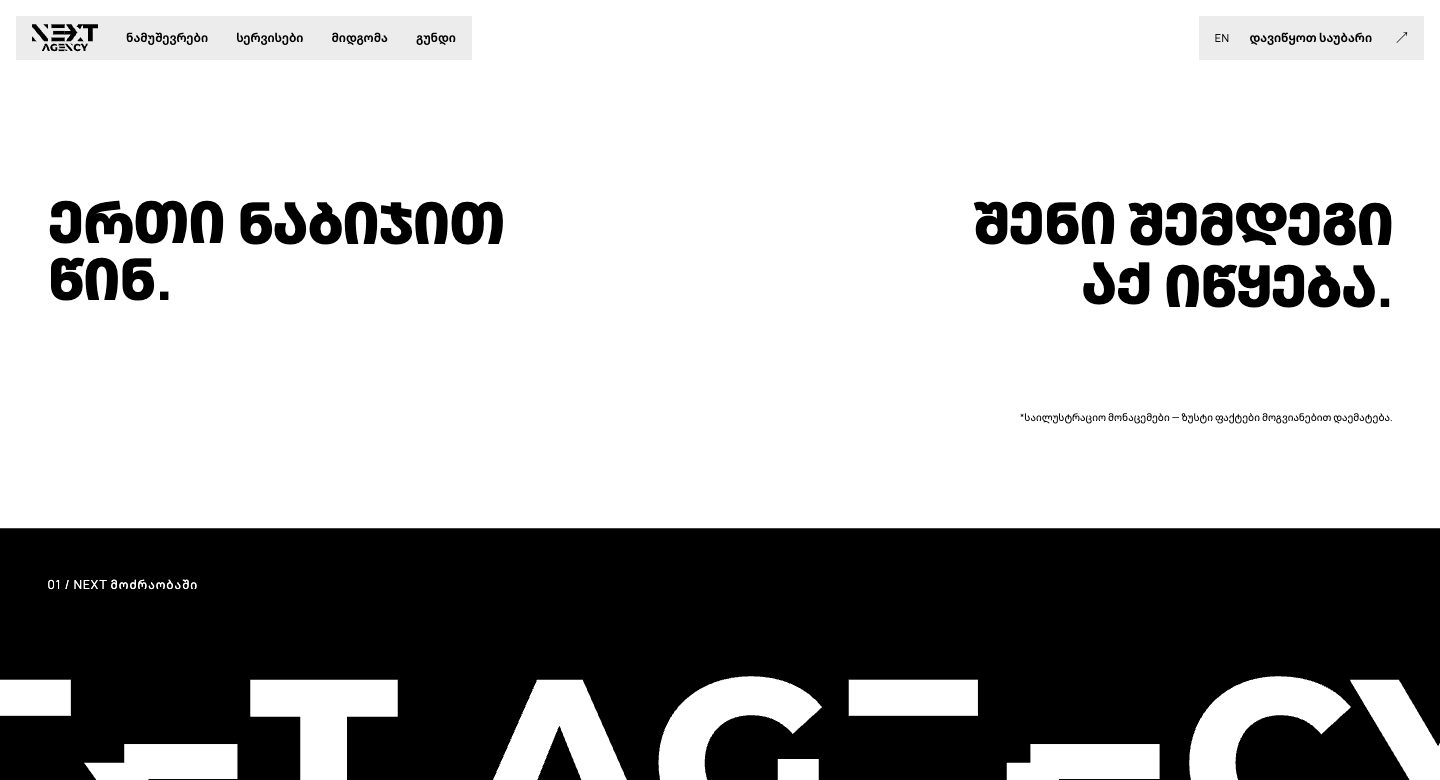 NEXT
AGENCY
ნამუშევრები
სერვისები
მიდგომა
გუნდი
EN
დავიწყოთ საუბარი
ერთი ნაბიჯით
წინ.
შენი შემდეგი
აქ იწყება.
*საილუსტრაციო მონაცემები — ზუსტი ფაქტები მოგვიანებით დაემატება.
01 / NEXT მოძრაობაში